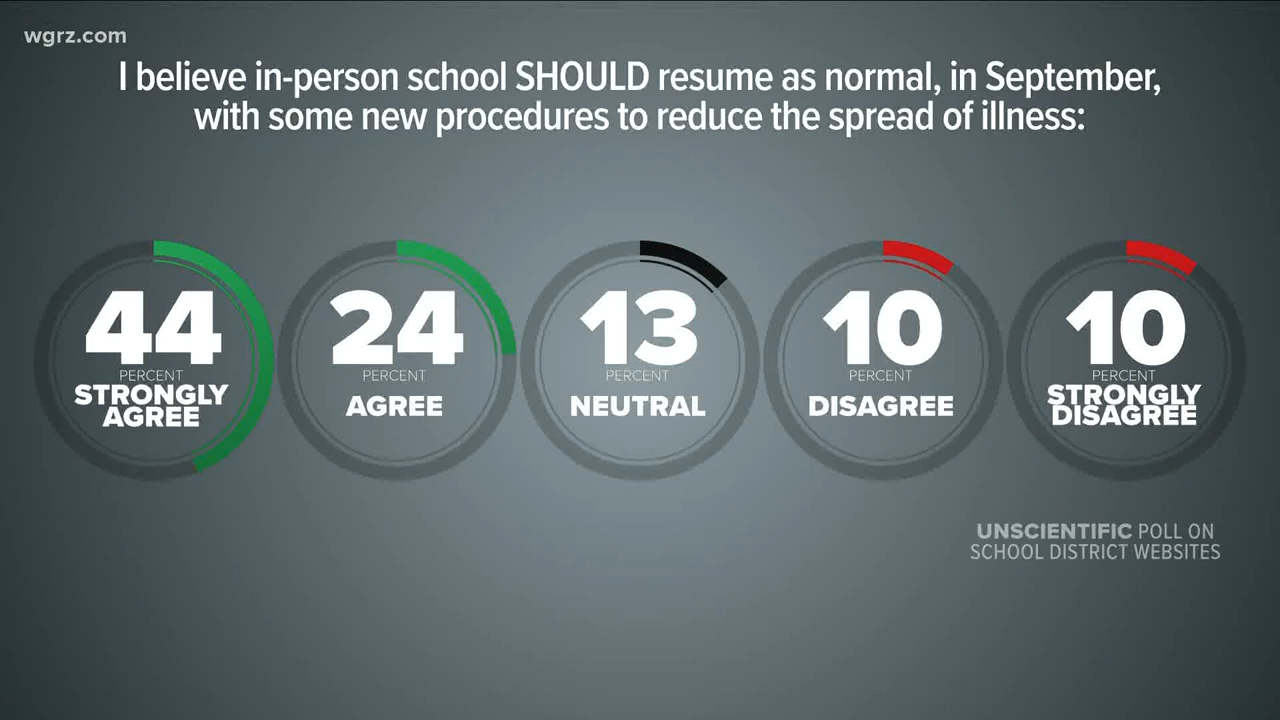 wgrz.com
I believe in-person school SHOULD resume as normal, in September,
with some new procedures to reduce the spread of illness:
44
PERCENT
STRONGLY
AGREE
24
PERCENT
AGREE
13
PERCENT
NEUTRAL
10
PERCENT
DISAGREE
10
PERCENT
STRONGLY
DISAGREE
UNSCIENTIFIC POLL ON
SCHOOL DISTRICT WEBSITES